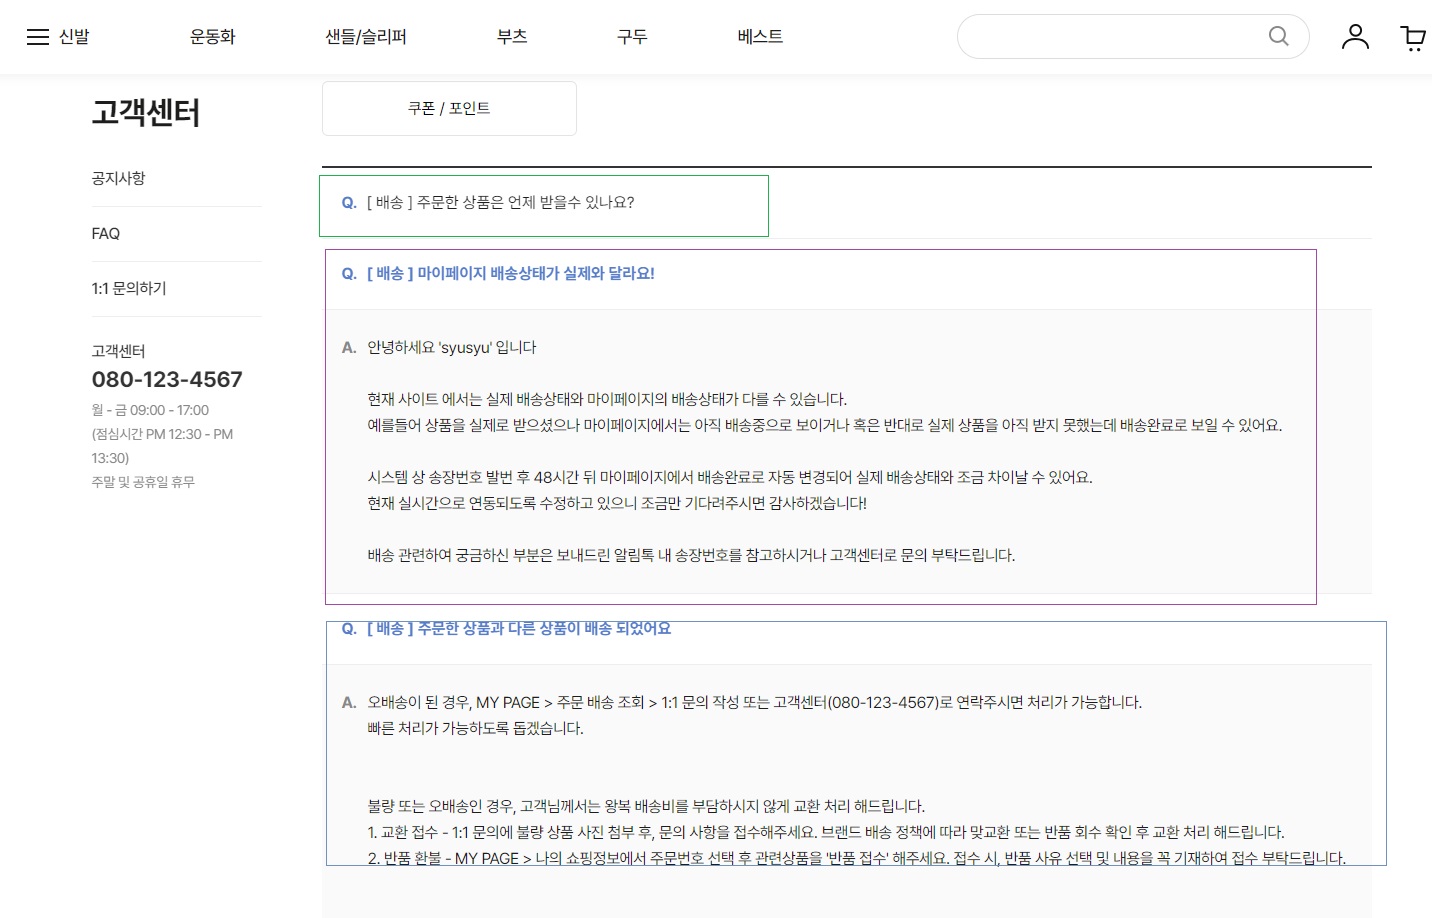 신발
운동화
샌들/슬리퍼
부츠
구두
베스트
고객센터
공지사항
FAQ
1:1 문의하기
고객센터
080-123-4567
월 - 금 09:00 - 17:00
(점심시간 PM 12:30 - PM
13:30)
주말 및 공휴일 휴무
쿠폰 / 포인트
Q. [ 배송 ] 주문한 상품은 언제 받을수 있나요?
Q. [ 배송 ] 마이페이지 배송상태가 실제와 달라요!
A. 안녕하세요 'syusyu' 입니다
현재 사이트 에서는 실제 배송상태와 마이페이지의 배송상태가 다를 수 있습니다.
예를들어 상품을 실제로 받으셨으나 마이페이지에서는 아직 배송중으로 보이거나 혹은 반대로 실제 상품을 아직 받지 못했는데 배송완료로 보일 수 있어요.
시스템 상 송장번호 발번 후 48시간 뒤 마이페이지에서 배송완료로 자동 변경되어 실제 배송상태와 조금 차이날 수 있어요.
현재 실시간으로 연동되도록 수정하고 있으니 조금만 기다려주시면 감사하겠습니다!
배송 관련하여 궁금하신 부분은 보내드린 알림톡 내 송장번호를 참고하시거나 고객센터로 문의 부탁드립니다.
Q. [ 배송 ] 주문한 상품과 다른 상품이 배송 되었어요
A. 오배송이 된 경우, MY PAGE > 주문 배송 조회 > 1:1 문의 작성 또는 고객센터(080-123-4567)로 연락주시면 처리가 가능합니다.
빠른 처리가 가능하도록 돕겠습니다.
불량 또는 오배송인 경우, 고객님께서는 왕복 배송비를 부담하시지 않게 교환 처리 해드립니다.
1. 교환 접수 - 1:1 문의에 불량 상품 사진 첨부 후, 문의 사항을 접수해주세요. 브랜드 배송 정책에 따라 맞교환 또는 반품 회수 확인 후 교환 처리 해드립니다.
2. 반품 환불 - MY PAGE > 나의 쇼핑정보에서 주문번호 선택 후 관련상품을 '반품 접수' 해주세요. 접수 시, 반품 사유 선택 및 내용을 꼭 기재하여 접수 부탁드립니다.